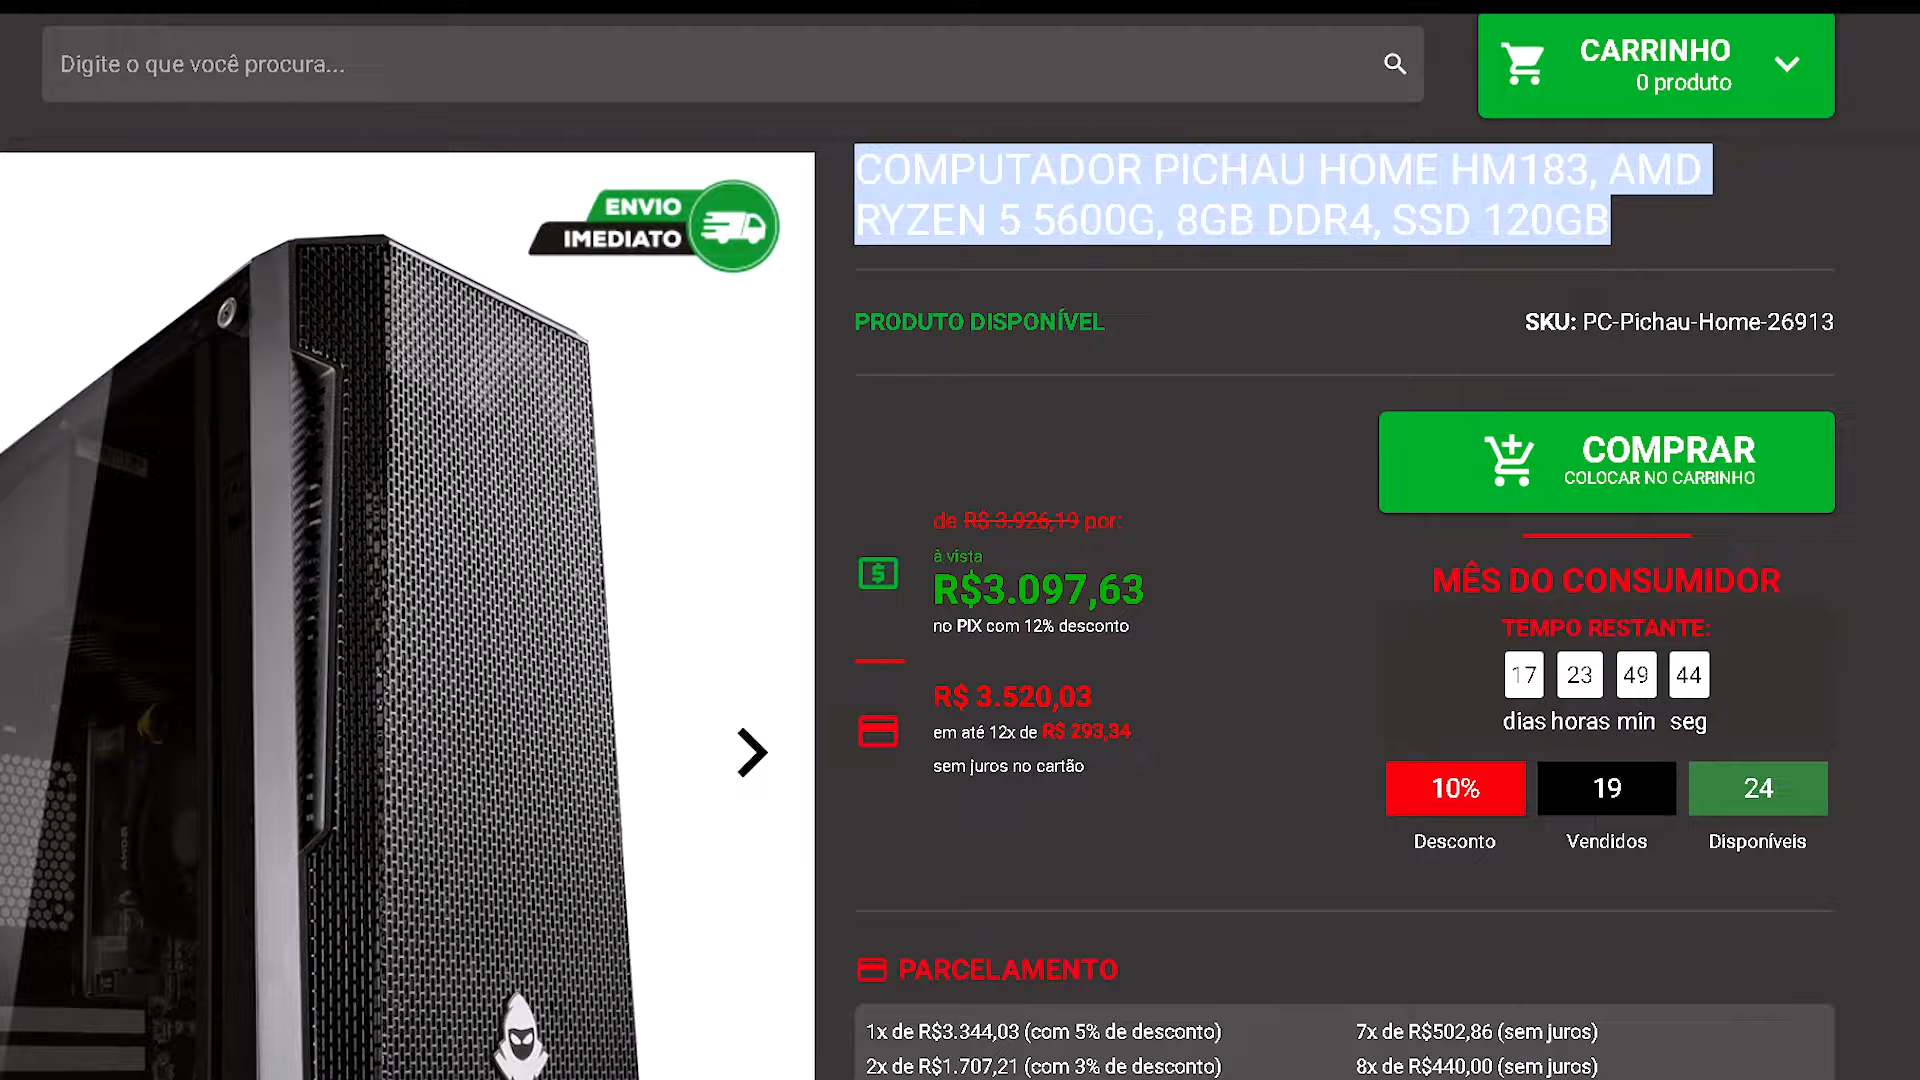 Digite o que você procura...
CARRINHO
0 produto
ENVIO
IMEDIATO
COMPUTADOR PICHAU HOME HM183, AMD
RYZEN 5 5600G, 8GB DDR4, SSD 120GB
PRODUTO DISPONÍVEL
SKU: PC-Pichau-Home-26913
COMPRAR
COLOCAR NO CARRINHO
de R$ 3.926,19 por:
à vista
R$3.097,63
no PIX com 12% desconto
R$ 3.520,03
em até 12x de R$ 293,34
sem juros no cartão
MÊS DO CONSUMIDOR
TEMPO RESTANTE:
17 23 49 44
dias horas min seg
10% 19 24
Desconto Vendidos Disponíveis
PARCELAMENTO
1x de R$3.344,03 (com 5% de desconto)
2x de R$1.707,21 (com 3% de desconto)
7x de R$502,86 (sem juros)
8x de R$440,00 (sem juros)